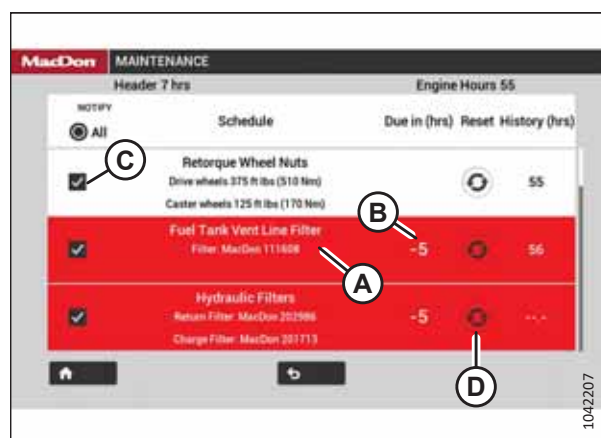 MacDon MAINTENANCE
Header 7 hrs Engine Hours 55
NOTIFY
All Schedule Due in (hrs) Reset History (hrs)
C
Retorque Wheel Nuts
Drive wheels 375 ft lbs (510 Nm) 55
Caster wheels 125 ft lbs (170 Nm)
B
Fuel Tank Vent Line Filter
Filter: MacDon 111608 -5 56
A
Hydraulic Filters
Return Filter: MacDon 202986 -5 --.-
Charge Filter: MacDon 201713
D
1042207